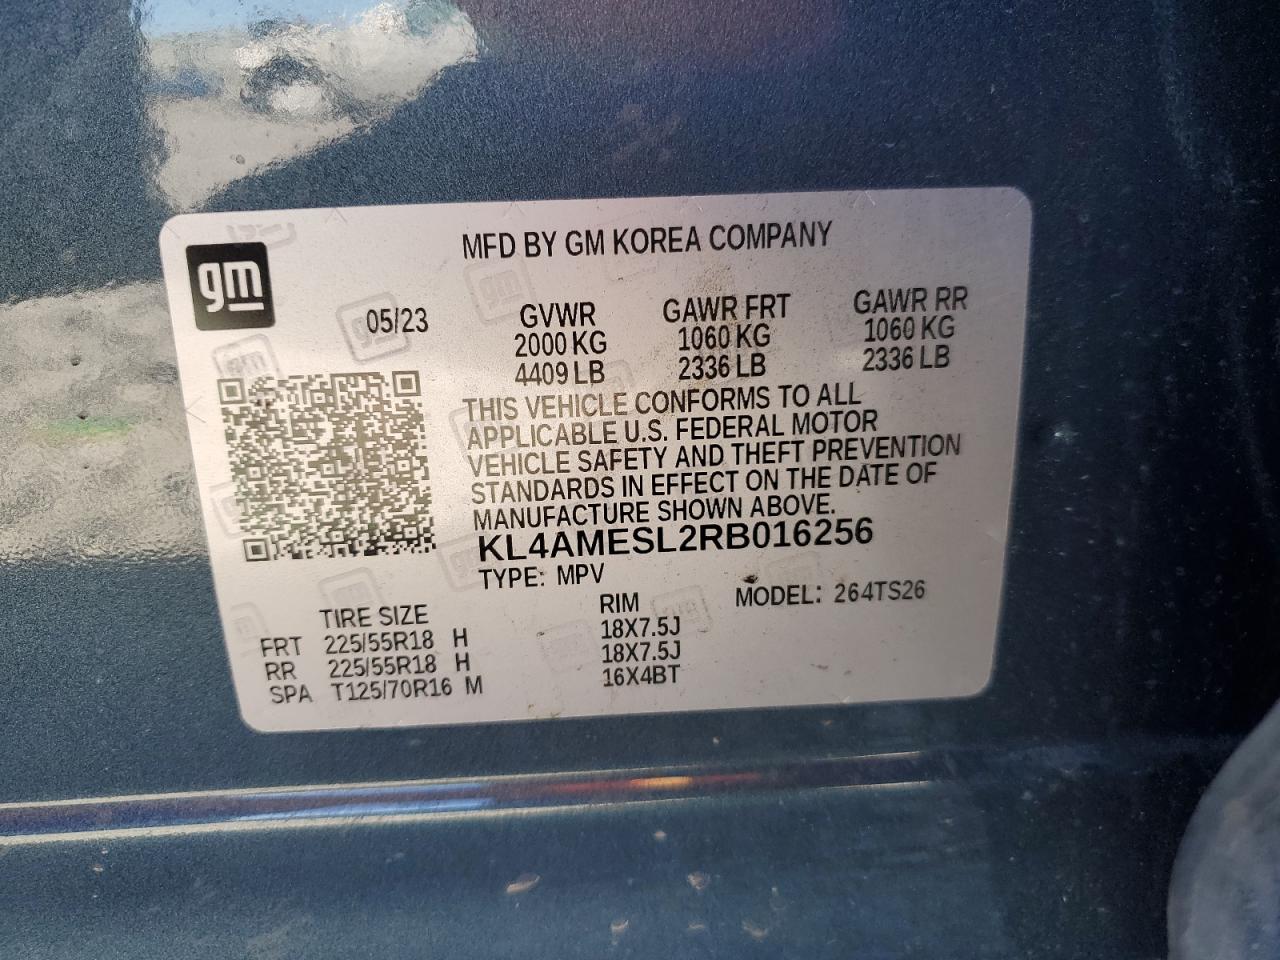 gm
MFD BY GM KOREA COMPANY
05/23
GVWR GAWR FRT GAWR RR
2000 KG 1060 KG 1060 KG
4409 LB 2336 LB 2336 LB
THIS VEHICLE CONFORMS TO ALL
APPLICABLE U.S. FEDERAL MOTOR
VEHICLE SAFETY AND THEFT PREVENTION
STANDARDS IN EFFECT ON THE DATE OF
MANUFACTURE SHOWN ABOVE.
KL4AMESL2RB016256
TYPE: MPV MODEL: 264TS26
TIRE SIZE RIM
FRT 225/55R18 H 18X7.5J
RR 225/55R18 H 18X7.5J
SPA T125/70R16 M 16X4BT